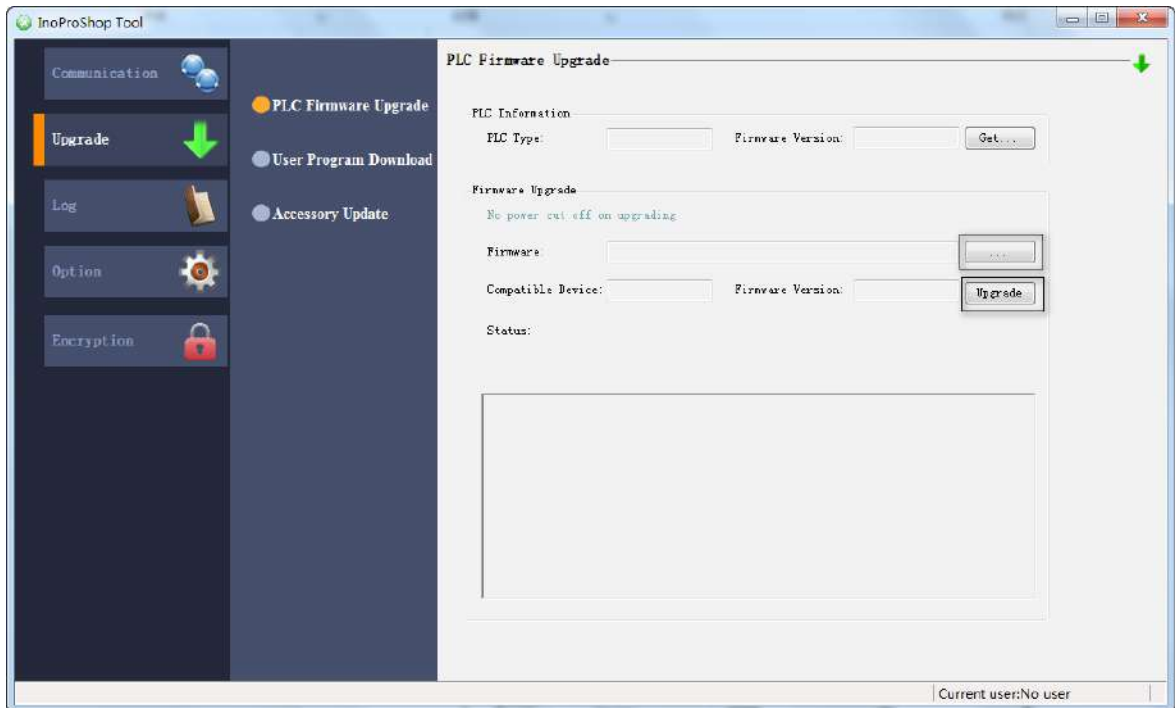 InoProShop Tool
Communication
Upgrade
Log
Option
Encryption
PLC Firmware Upgrade
User Program Download
Accessory Update
PLC Firmware Upgrade
PLC Information
PLC Type: Firmware Version: Get...
Firmware Upgrade
No power cut off on upgrading
Firmware ...
Compatible Device: Firmware Version: Upgrade
Status:
Current user:No user